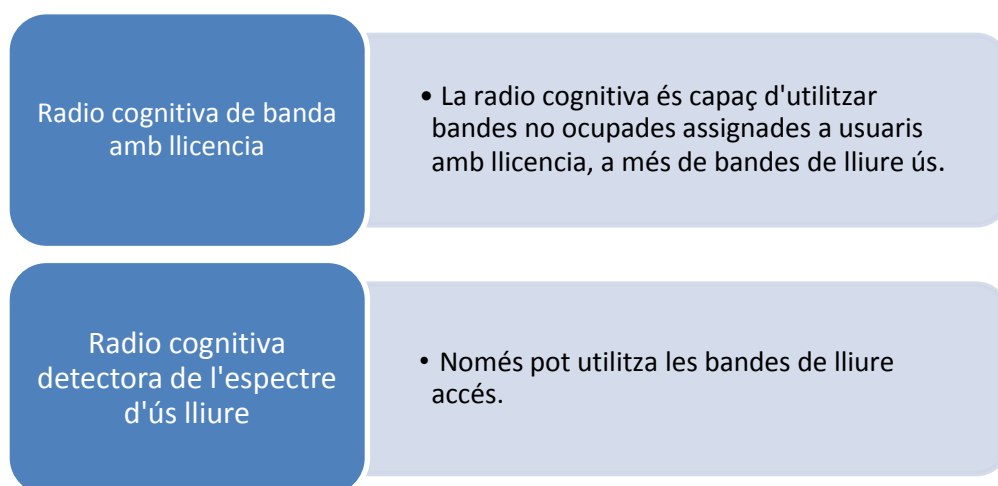 Radio cognitiva de banda
amb llicencia
• La radio cognitiva és capaç d'utilitzar
bandes no ocupades assignades a usuaris
amb llicencia, a més de bandes de lliure ús.
Radio cognitiva
detectora de l'espectre
d'ús lliure
• Només pot utilitza les bandes de lliure
accés.